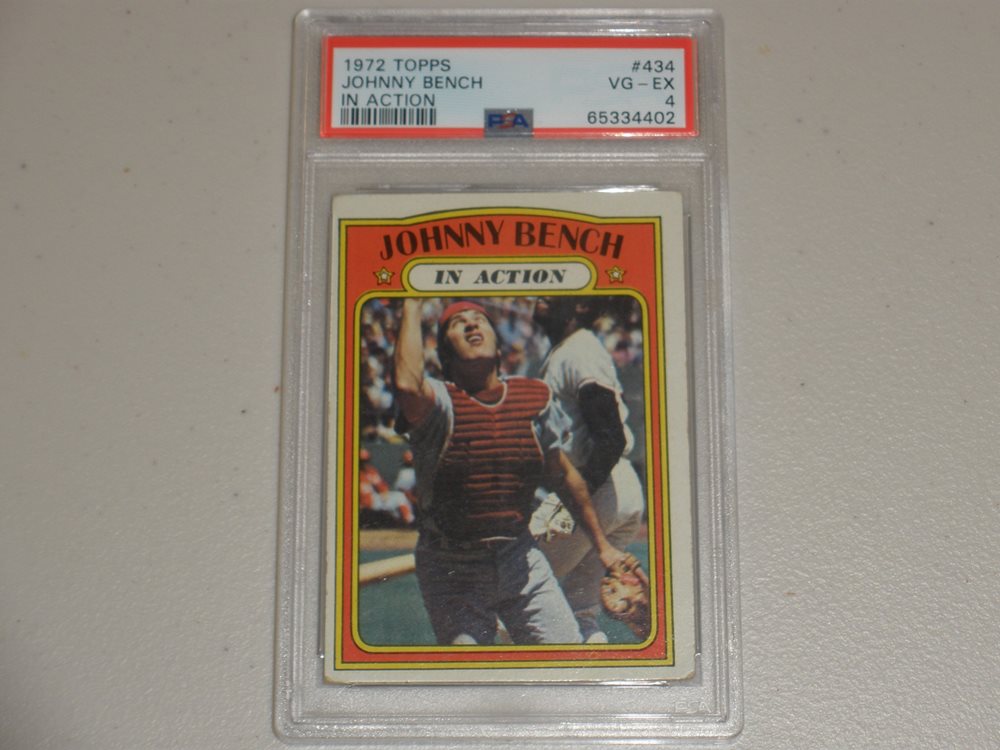 1972 TOPPS #434
JOHNNY BENCH VG - EX
IN ACTION 4
PSA 65334402
JOHNNY BENCH
IN ACTION